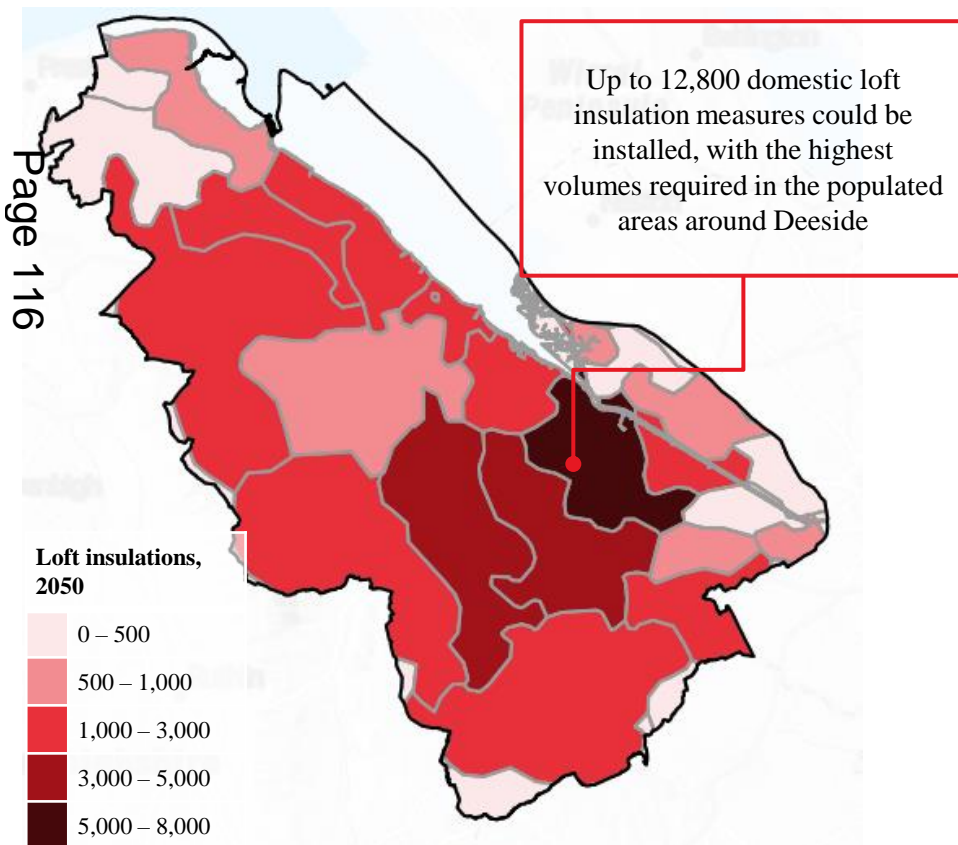 Up to 12,800 domestic loft
insulation measures could be
installed, with the highest
volumes required in the populated
areas around Deeside
Page 116
Loft insulations,
2050
0 – 500
500 – 1,000
1,000 – 3,000
3,000 – 5,000
5,000 – 8,000